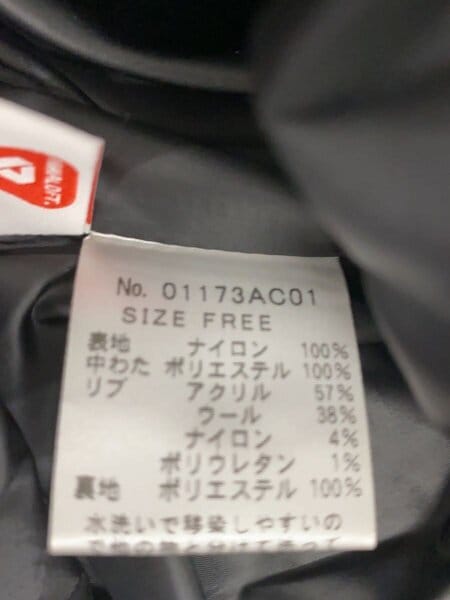 No. 01173AC01
SIZE FREE
表地 ナイロン 100%
中わた ポリエステル 100%
リブ アクリル 57%
ウール 38%
ナイロン 4%
ポリウレタン 1%
裏地 ポリエステル 100%
水洗いで移染しやすいの